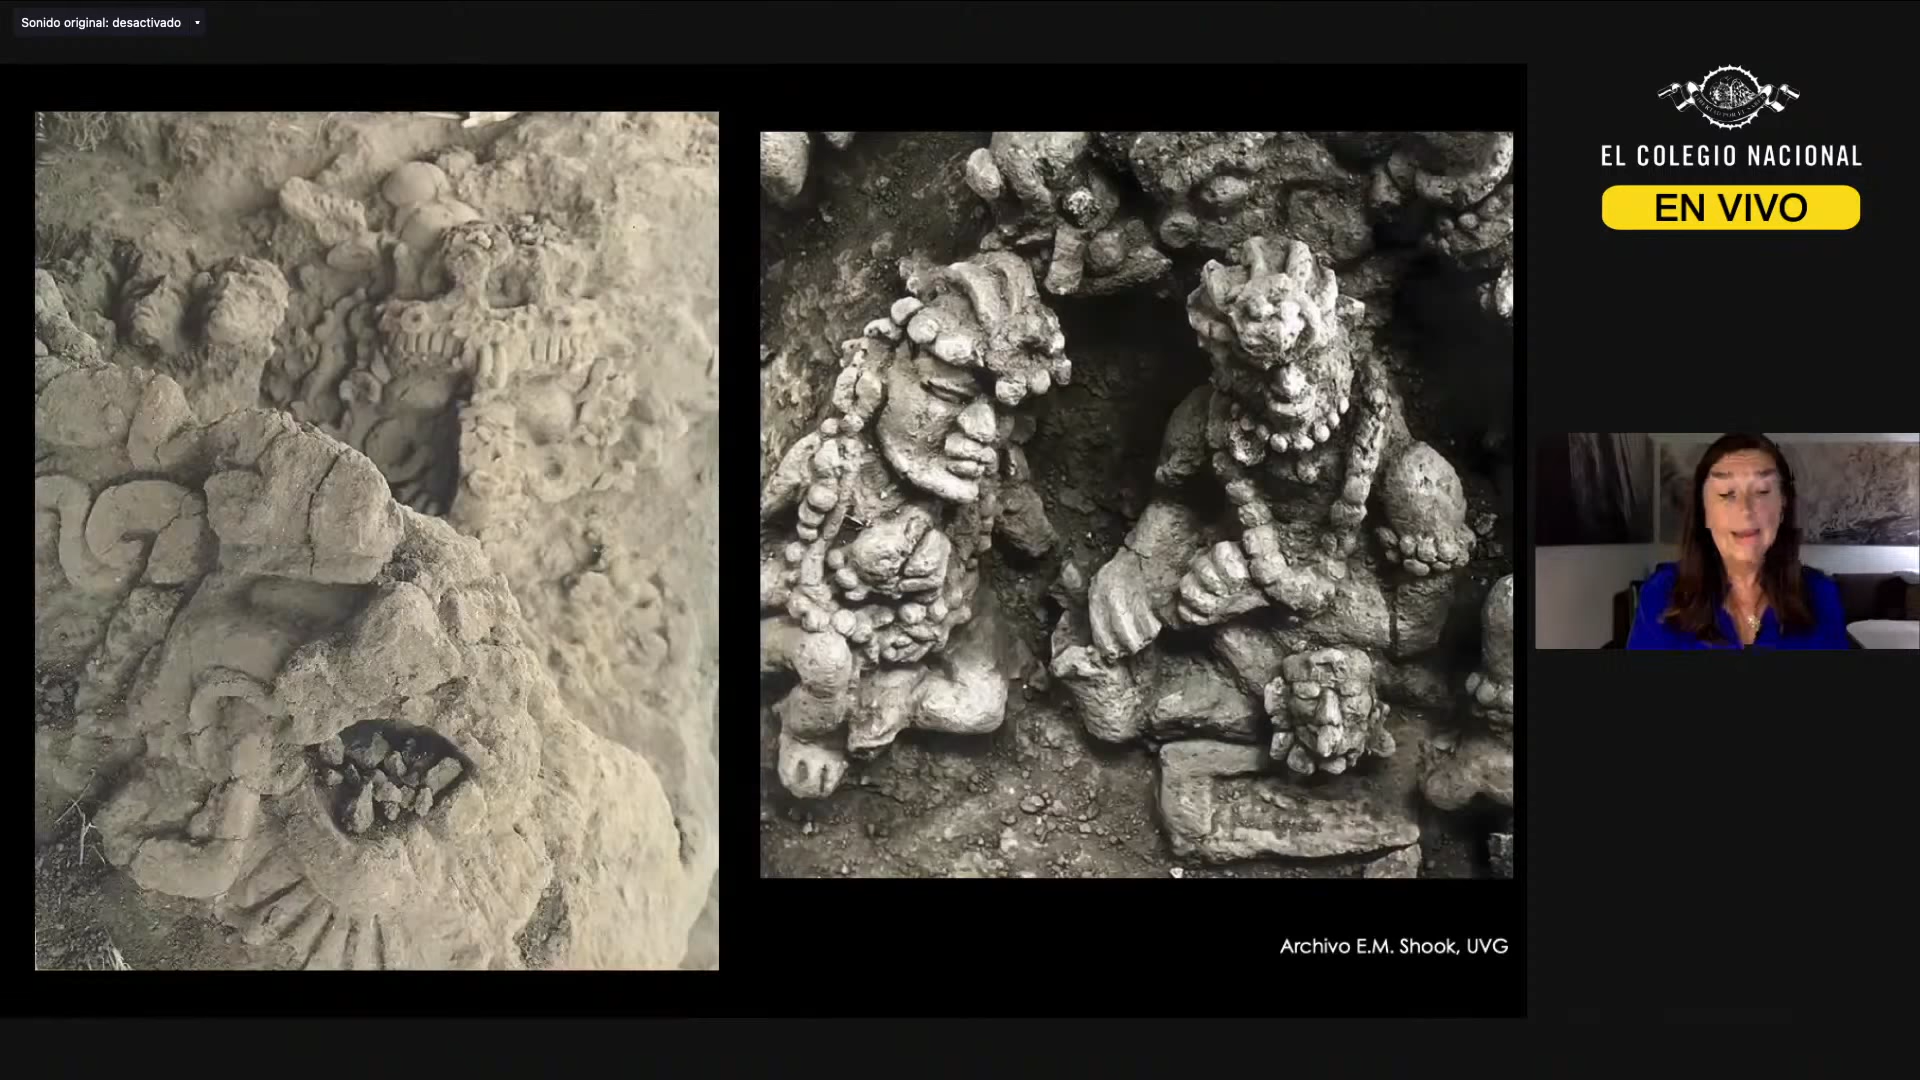 Sonido original: desactivado
EL COLEGIO NACIONAL
EN VIVO
Archivo E.M. Shook, UVG